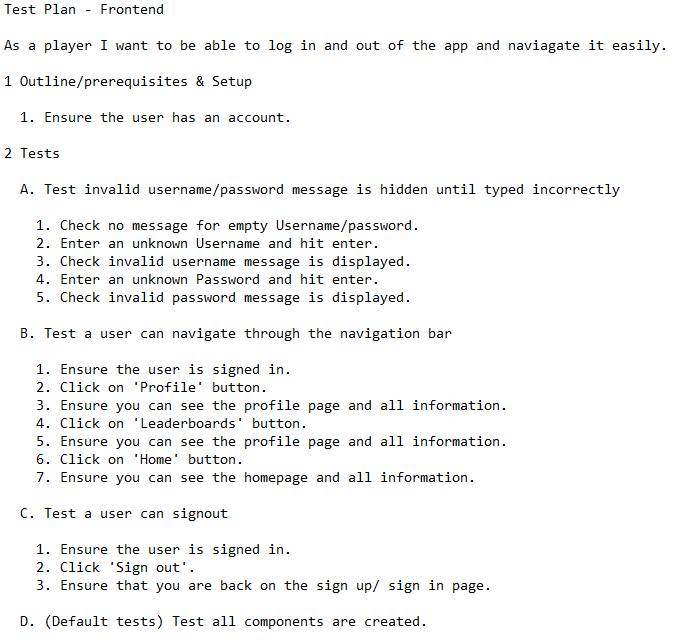 Test Plan - Frontend
As a player I want to be able to log in and out of the app and naviagate it easily.
1 Outline/prerequisites & Setup
1. Ensure the user has an account.
2 Tests
A. Test invalid username/password message is hidden until typed incorrectly
1. Check no message for empty Username/password.
2. Enter an unknown Username and hit enter.
3. Check invalid username message is displayed.
4. Enter an unknown Password and hit enter.
5. Check invalid password message is displayed.
B. Test a user can navigate through the navigation bar
1. Ensure the user is signed in.
2. Click on 'Profile' button.
3. Ensure you can see the profile page and all information.
4. Click on 'Leaderboards' button.
5. Ensure you can see the profile page and all information.
6. Click on 'Home' button.
7. Ensure you can see the homepage and all information.
C. Test a user can signout
1. Ensure the user is signed in.
2. Click 'Sign out'.
3. Ensure that you are back on the sign up/ sign in page.
D. (Default tests) Test all components are created.